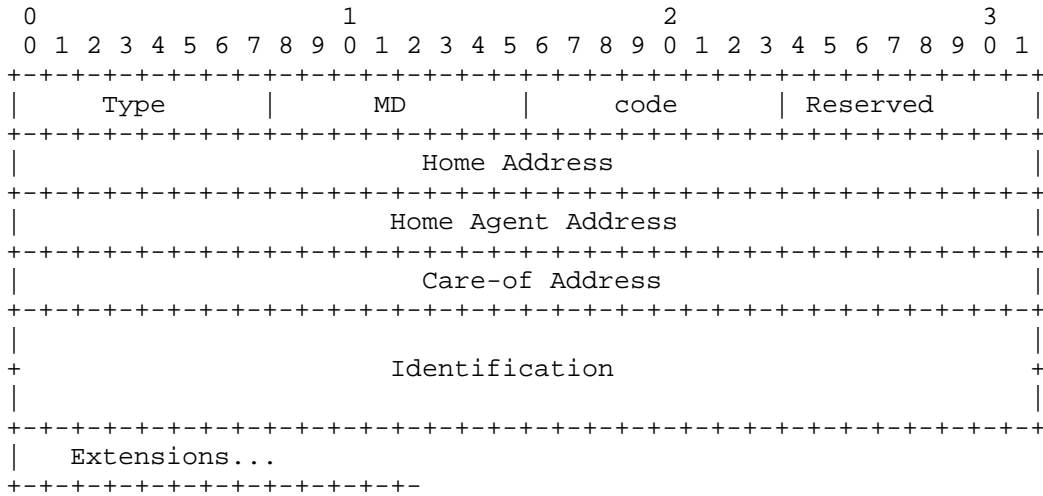 0                   1                   2                   3
 0 1 2 3 4 5 6 7 8 9 0 1 2 3 4 5 6 7 8 9 0 1 2 3 4 5 6 7 8 9 0 1
+-+-+-+-+-+-+-+-+-+-+-+-+-+-+-+-+-+-+-+-+-+-+-+-+-+-+-+-+-+-+-+-+
|     Type      |      MD       |     code      | Reserved      |
+-+-+-+-+-+-+-+-+-+-+-+-+-+-+-+-+-+-+-+-+-+-+-+-+-+-+-+-+-+-+-+-+
|                         Home Address                          |
+-+-+-+-+-+-+-+-+-+-+-+-+-+-+-+-+-+-+-+-+-+-+-+-+-+-+-+-+-+-+-+-+
|                       Home Agent Address                      |
+-+-+-+-+-+-+-+-+-+-+-+-+-+-+-+-+-+-+-+-+-+-+-+-+-+-+-+-+-+-+-+-+
|                         Care-of Address                       |
+-+-+-+-+-+-+-+-+-+-+-+-+-+-+-+-+-+-+-+-+-+-+-+-+-+-+-+-+-+-+-+-+
|                                                               |
+                       Identification                          +
|                                                               |
+-+-+-+-+-+-+-+-+-+-+-+-+-+-+-+-+-+-+-+-+-+-+-+-+-+-+-+-+-+-+-+-+
|   Extensions...
+-+-+-+-+-+-+-+-+-+-+-+-+-